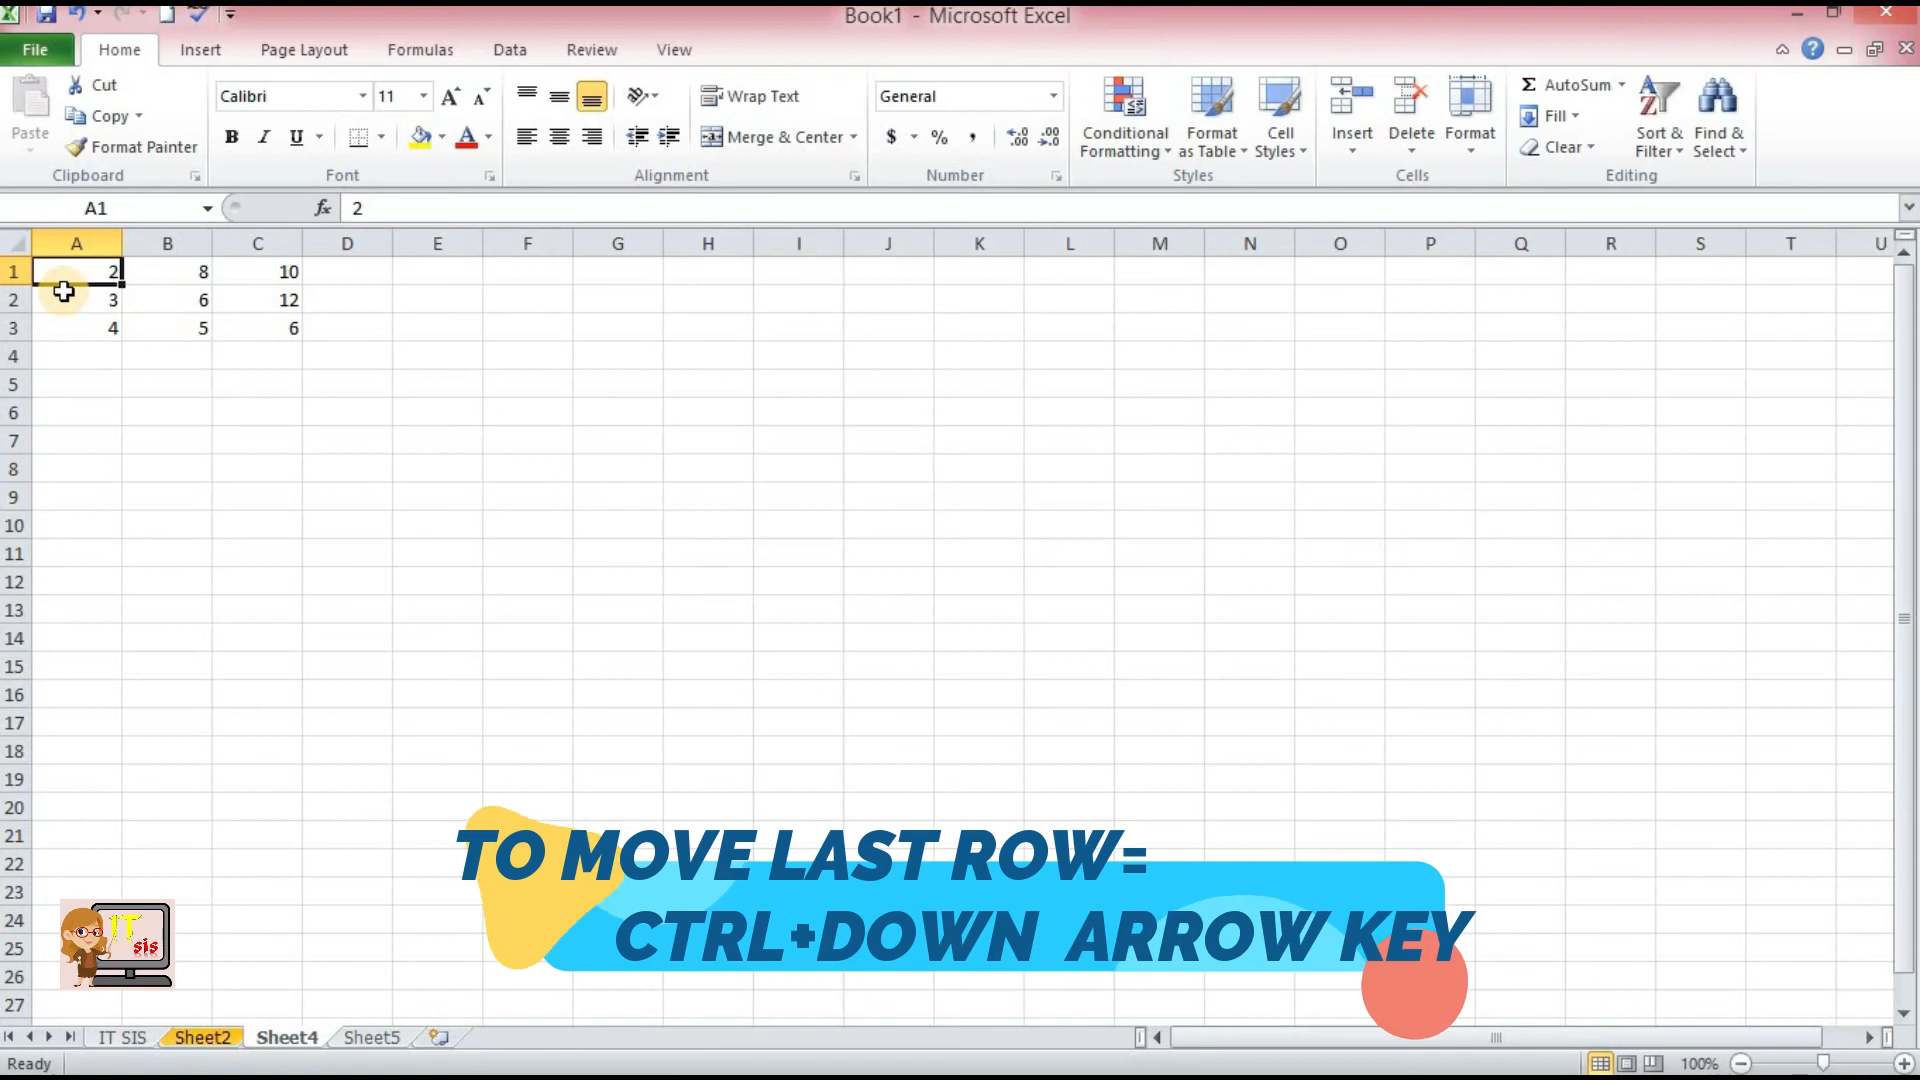 Book1 - Microsoft Excel
File Home Insert Page Layout Formulas Data Review View
Paste
Cut
Copy
Format Painter
Clipboard
Calibri 11
B I U
Font
Wrap Text
Merge & Center
Alignment
General
$ % ,
Number
Conditional Formatting
Format as Table
Cell Styles
Styles
Insert Delete Format
Cells
Σ AutoSum
Fill
Clear
Sort & Filter
Find & Select
Editing
A1 fx 2
A B C D E F G H I J K L M N O P Q R S T U
1 2 8 10
2 3 6 12
3 4 5 6
4
5
6
7
8
9
10
11
12
13
14
15
16
17
18
19
20
21
22
23
24
25
26
27
TO MOVE LAST ROW=
CTRL+DOWN ARROW KEY
IT
sis
IT SIS Sheet2 Sheet4 Sheet5
Ready 100%